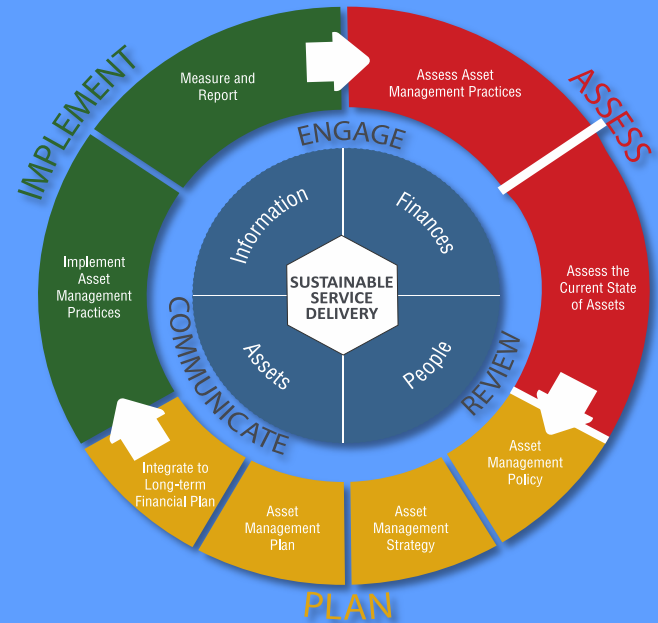 IMPLEMENT
Measure and
Report
Assess Asset
Management Practices
ASSESS
ENGAGE
Information
Finances
Implement
Asset
Management
Practices
SUSTAINABLE
SERVICE
DELIVERY
Assess the
Current State
of Assets
COMMUNICATE
Assets
People
REVIEW
Integrate to
Long-term
Financial Plan
Asset
Management
Plan
Asset
Management
Strategy
Asset
Management
Policy
PLAN